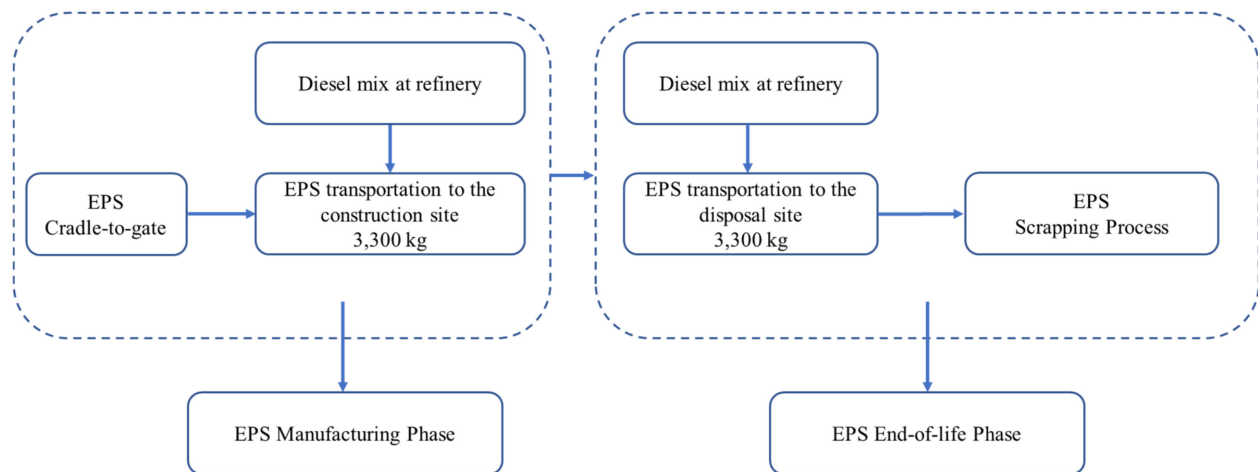 Diesel mix at refinery
EPS
Cradle-to-gate
EPS transportation to the
construction site
3,300 kg
EPS Manufacturing Phase
Diesel mix at refinery
EPS transportation to the
disposal site
3,300 kg
EPS
Scrapping Process
EPS End-of-life Phase